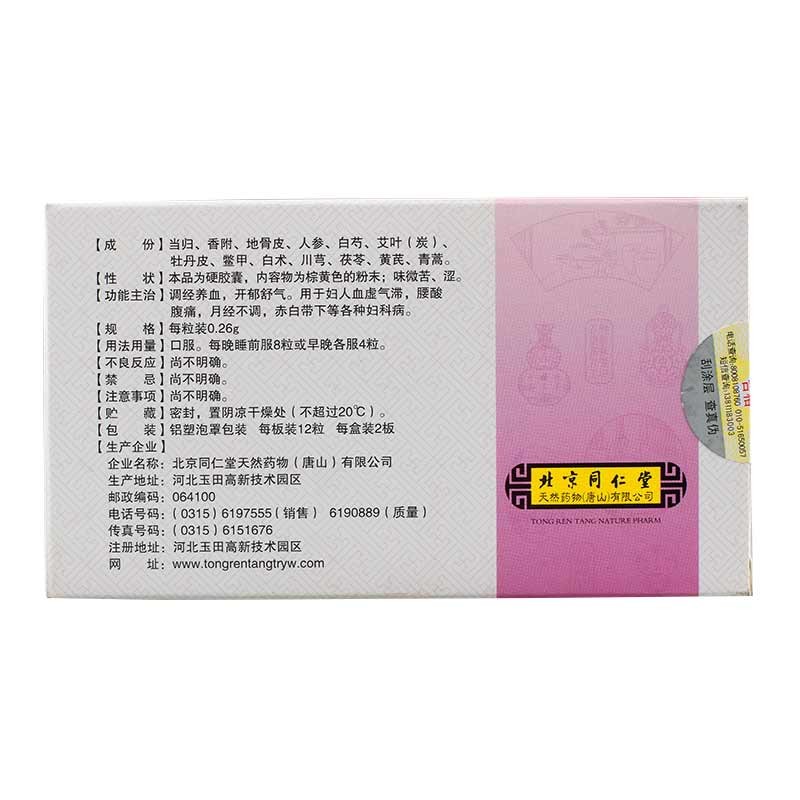 【成　份】当归、香附、地骨皮、人参、白芍、艾叶（炭）、
牡丹皮、鳖甲、白术、川芎、茯苓、黄芪、青蒿。
【性　状】本品为硬胶囊，内容物为棕黄色的粉末；味微苦、涩。
【功能主治】调经养血，开郁舒气。用于妇人血虚气滞，腰酸
腹痛，月经不调，赤白带下等各种妇科病。
【规　格】每粒装0.26g
【用法用量】口服。每晚睡前服8粒或早晚各服4粒。
【不良反应】尚不明确。
【禁　忌】尚不明确。
【注意事项】尚不明确。
【贮　藏】密封，置阴凉干燥处（不超过20℃）。
【包　装】铝塑泡罩包装　每板装12粒　每盒装2板
【生产企业】
企业名称：北京同仁堂天然药物（唐山）有限公司
生产地址：河北玉田高新技术园区
邮政编码：064100
电话号码：（0315）6197555（销售）　6190889（质量）
传真号码：（0315）6151676
注册地址：河北玉田高新技术园区
网　址：www.tongrentangtryw.com
北京同仁堂
天然药物(唐山)有限公司
TONG REN TANG NATURE PHARM
刮涂层 查真伪
电话查询:8008108760 010-51650057
短信查询:13811183003